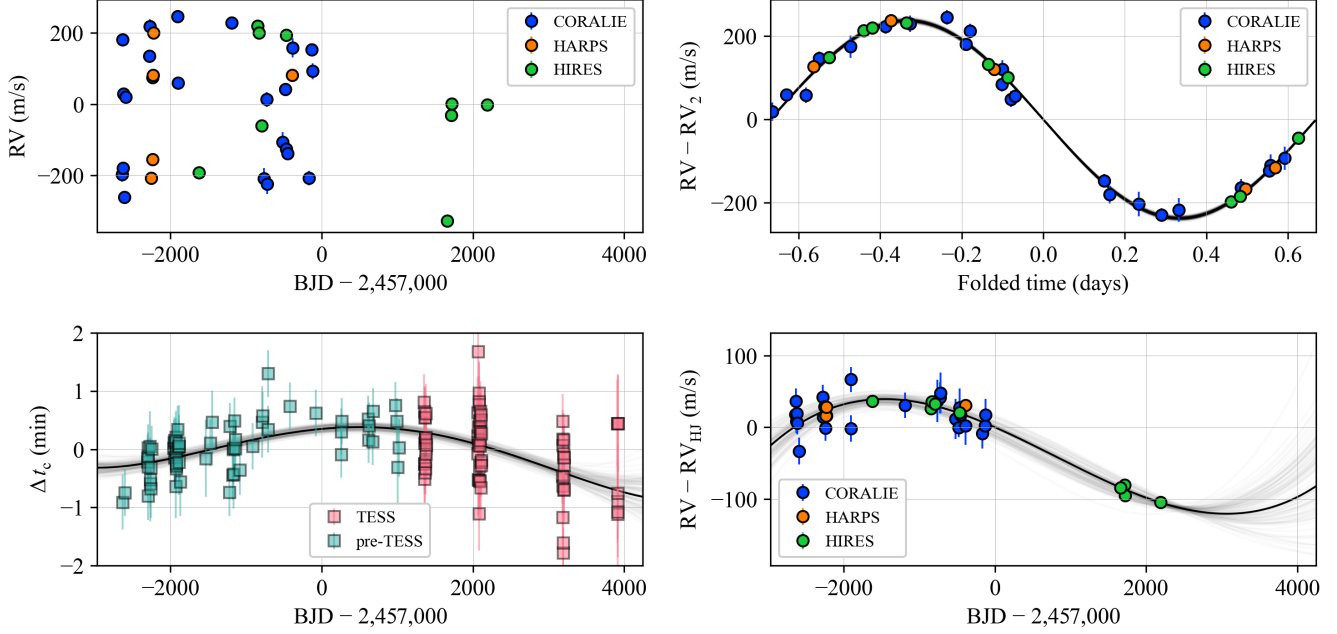 200
0
−200
RV (m/s)
−2000
0
2000
4000
BJD − 2,457,000
CORALIE
HARPS
HIRES
200
0
−200
RV − RV₂ (m/s)
−0.6
−0.4
−0.2
0.0
0.2
0.4
0.6
Folded time (days)
CORALIE
HARPS
HIRES
2
1
0
−1
−2
Δ t_c (min)
−2000
0
2000
4000
BJD − 2,457,000
TESS
pre-TESS
100
0
−100
RV − RV_HJ (m/s)
−2000
0
2000
4000
BJD − 2,457,000
CORALIE
HARPS
HIRES